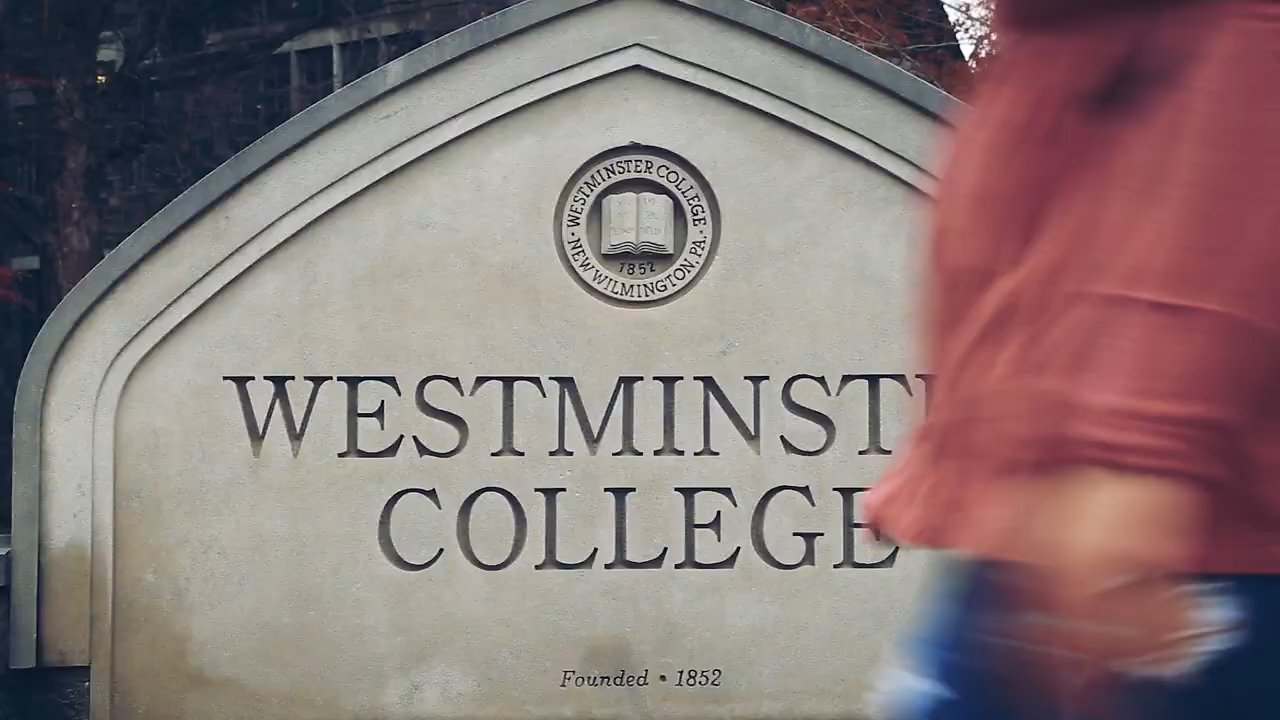 WESTMINSTER COLLEGE
1852
· NEW WILMINGTON, PA. ·
WESTMINST
COLLEGE
Founded • 1852